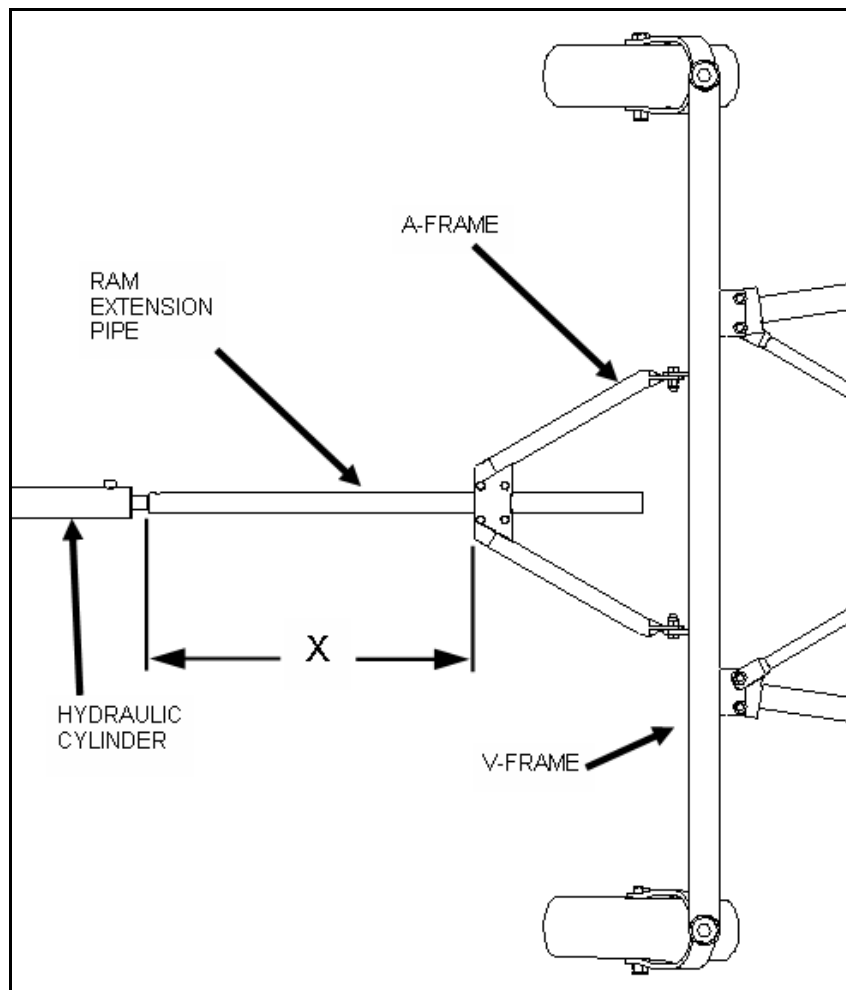 A-FRAME
RAM
EXTENSION
PIPE
X
HYDRAULIC
CYLINDER
V-FRAME